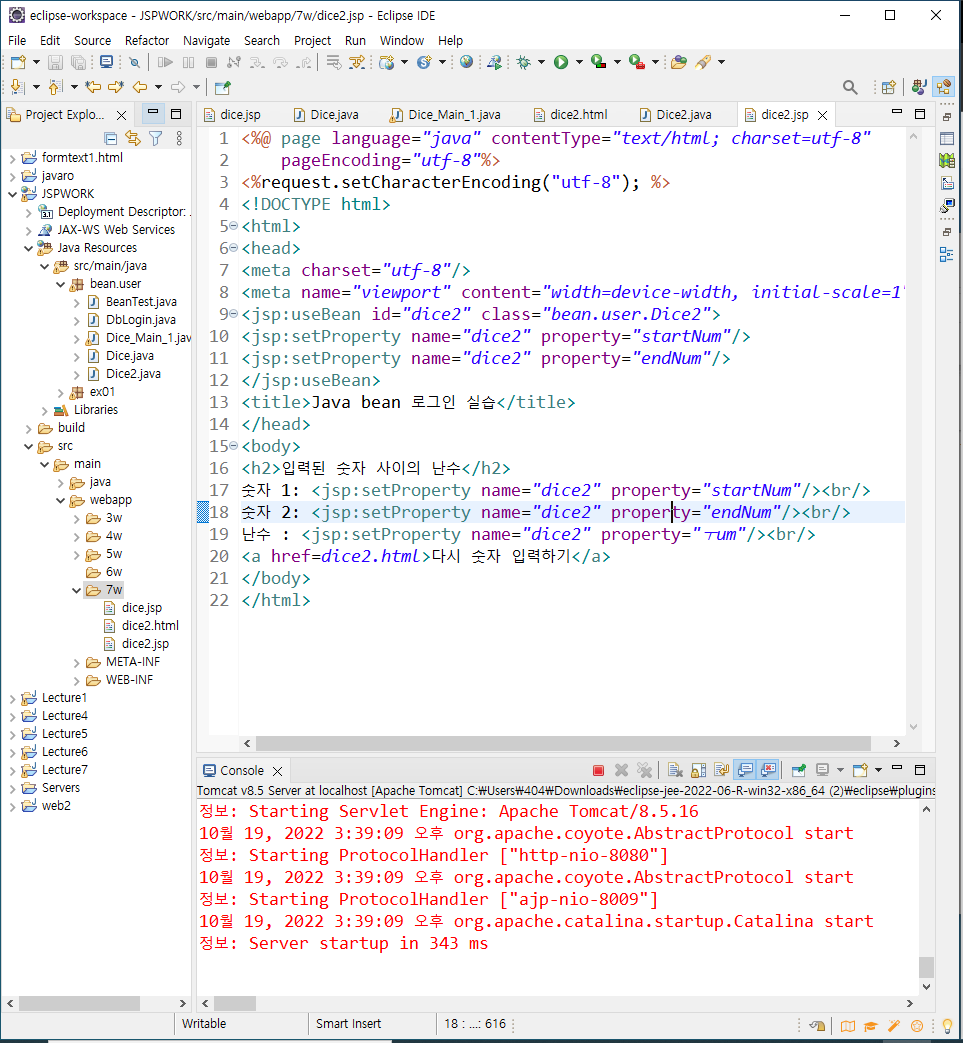 eclipse-workspace - JSPWORK/src/main/webapp/7w/dice2.jsp - Eclipse IDE
File Edit Source Refactor Navigate Search Project Run Window Help
Project Explo...
formtext1.html
javaro
JSPWORK
Deployment Descriptor: .
JAX-WS Web Services
Java Resources
src/main/java
bean.user
BeanTest.java
DbLogin.java
Dice_Main_1.jav
Dice.java
Dice2.java
ex01
Libraries
build
src
main
java
webapp
3w
4w
5w
6w
7w
dice.jsp
dice2.html
dice2.jsp
META-INF
WEB-INF
Lecture1
Lecture4
Lecture5
Lecture6
Lecture7
Servers
web2
dice.jsp Dice.java Dice_Main_1.java dice2.html Dice2.java dice2.jsp
1 <%@ page language="java" contentType="text/html; charset=utf-8"
2 pageEncoding="utf-8"%>
3 <%request.setCharacterEncoding("utf-8"); %>
4 <!DOCTYPE html>
5 <html>
6 <head>
7 <meta charset="utf-8"/>
8 <meta name="viewport" content="width=device-width, initial-scale=1"
9 <jsp:useBean id="dice2" class="bean.user.Dice2">
10 <jsp:setProperty name="dice2" property="startNum"/>
11 <jsp:setProperty name="dice2" property="endNum"/>
12 </jsp:useBean>
13 <title>Java bean 로그인 실습</title>
14 </head>
15 <body>
16 <h2>입력된 숫자 사이의 난수</h2>
17 숫자 1: <jsp:setProperty name="dice2" property="startNum"/><br/>
18 숫자 2: <jsp:setProperty name="dice2" property="endNum"/><br/>
19 난수 : <jsp:setProperty name="dice2" property="ㅜum"/><br/>
20 <a href=dice2.html>다시 숫자 입력하기</a>
21 </body>
22 </html>
Console
Tomcat v8.5 Server at localhost [Apache Tomcat] C:₩Users₩404₩Downloads₩eclipse-jee-2022-06-R-win32-x86_64 (2)₩eclipse₩plugins
정보: Starting Servlet Engine: Apache Tomcat/8.5.16
10월 19, 2022 3:39:09 오후 org.apache.coyote.AbstractProtocol start
정보: Starting ProtocolHandler ["http-nio-8080"]
10월 19, 2022 3:39:09 오후 org.apache.coyote.AbstractProtocol start
정보: Starting ProtocolHandler ["ajp-nio-8009"]
10월 19, 2022 3:39:09 오후 org.apache.catalina.startup.Catalina start
정보: Server startup in 343 ms
Writable Smart Insert 18 : ...: 616